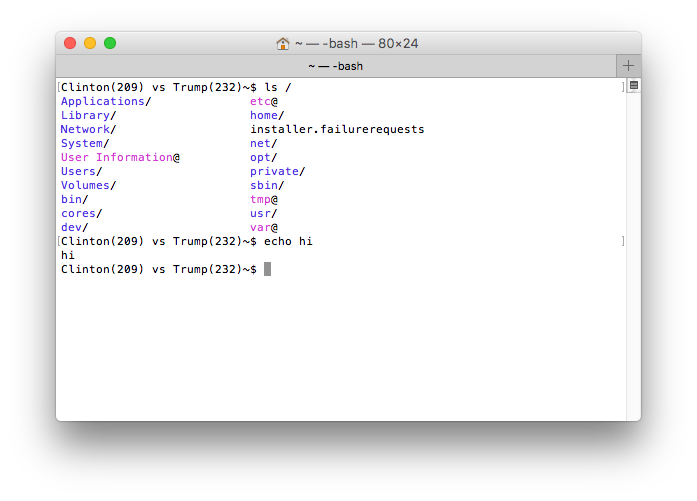 ~ — -bash — 80×24
~ — -bash
Clinton(209) vs Trump(232)~$ ls /
Applications/ etc@
Library/ home/
Network/ installer.failurerequests
System/ net/
User Information@ opt/
Users/ private/
Volumes/ sbin/
bin/ tmp@
cores/ usr/
dev/ var@
Clinton(209) vs Trump(232)~$ echo hi
hi
Clinton(209) vs Trump(232)~$